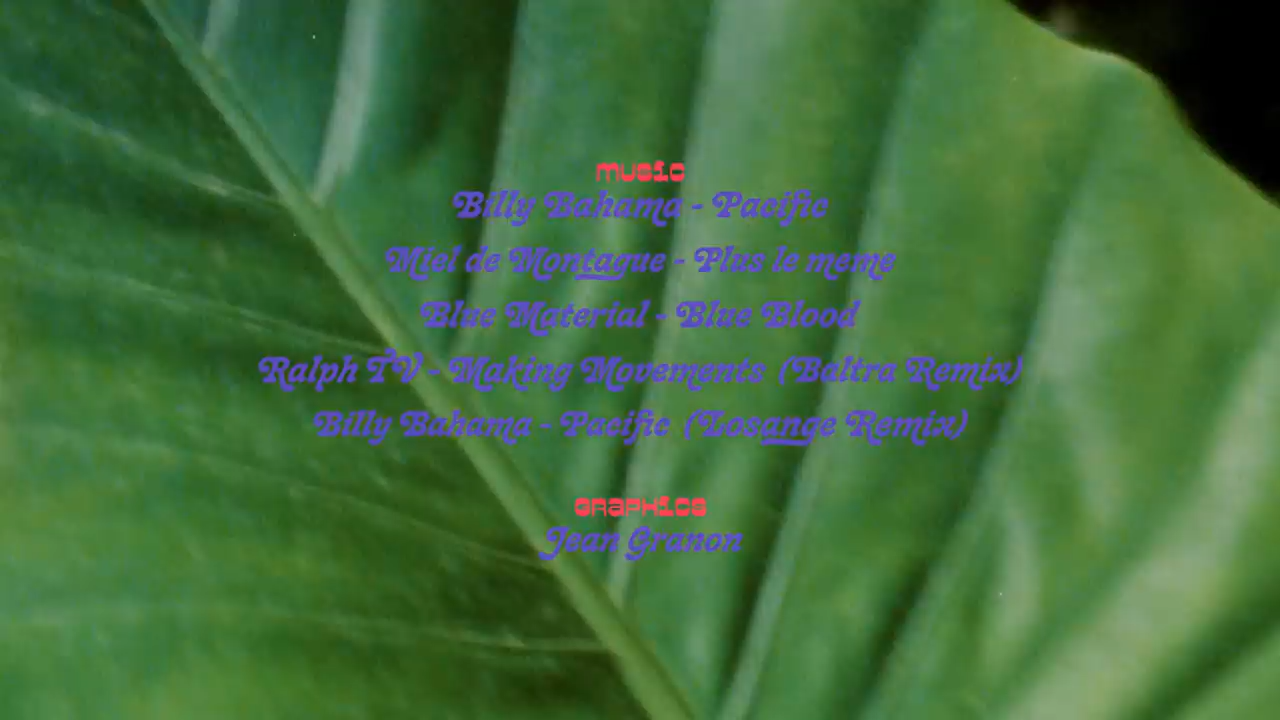 music
Billy Bahama - Pacific
Miel de Montague - Plus le meme
Blue Material - Blue Blood
Ralph TV - Making Movements (Baltra Remix)
Billy Bahama - Pacific (Losange Remix)
GRAPHICS
Jean Granon